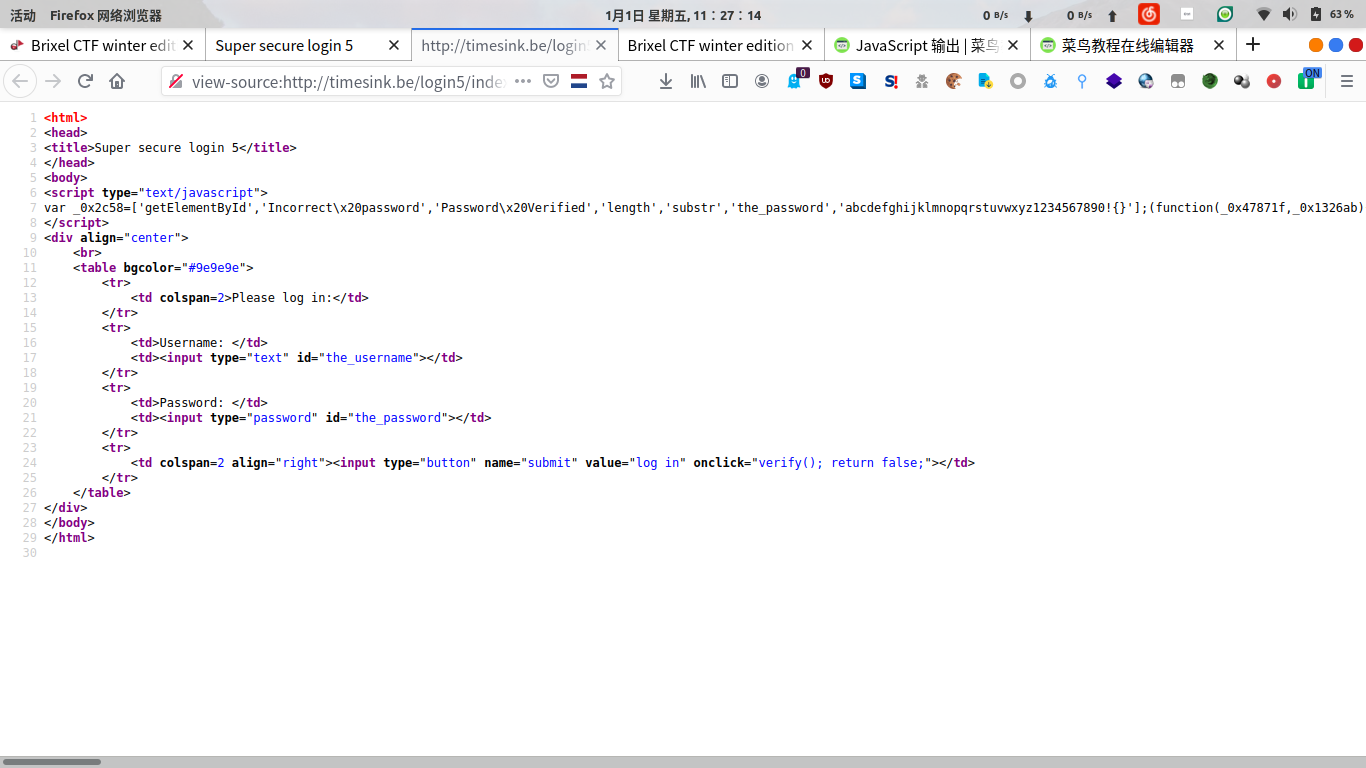 活动 Firefox 网络浏览器 1月1日 星期五, 11：27：14 0 B/s 0 B/s 63 %
Brixel CTF winter edit Super secure login 5 http://timesink.be/login Brixel CTF winter edition JavaScript 输出 | 菜鸟 菜鸟教程在线编辑器
view-source:http://timesink.be/login5/inde 0 ON
1 <html>
2 <head>
3 <title>Super secure login 5</title>
4 </head>
5 <body>
6 <script type="text/javascript">
7 var _0x2c58=['getElementById','Incorrect\x20password','Password\x20Verified','length','substr','the_password','abcdefghijklmnopqrstuvwxyz1234567890!{}'];(function(_0x47871f,_0x1326ab)
8 </script>
9 <div align="center">
10 <br>
11 <table bgcolor="#9e9e9e">
12 <tr>
13 <td colspan=2>Please log in:</td>
14 </tr>
15 <tr>
16 <td>Username: </td>
17 <td><input type="text" id="the_username"></td>
18 </tr>
19 <tr>
20 <td>Password: </td>
21 <td><input type="password" id="the_password"></td>
22 </tr>
23 <tr>
24 <td colspan=2 align="right"><input type="button" name="submit" value="log in" onclick="verify(); return false;"></td>
25 </tr>
26 </table>
27 </div>
28 </body>
29 </html>
30